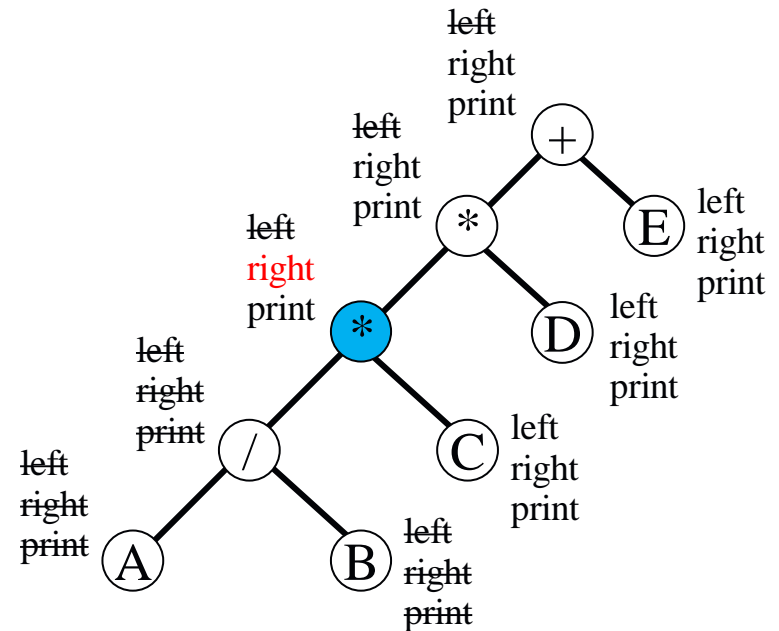 left
right
print
+
left
right
print
*
E
left
right
print
left
right
print
*
D
left
right
print
left
right
print
/
C
left
right
print
left
right
print
A
B
left
right
print